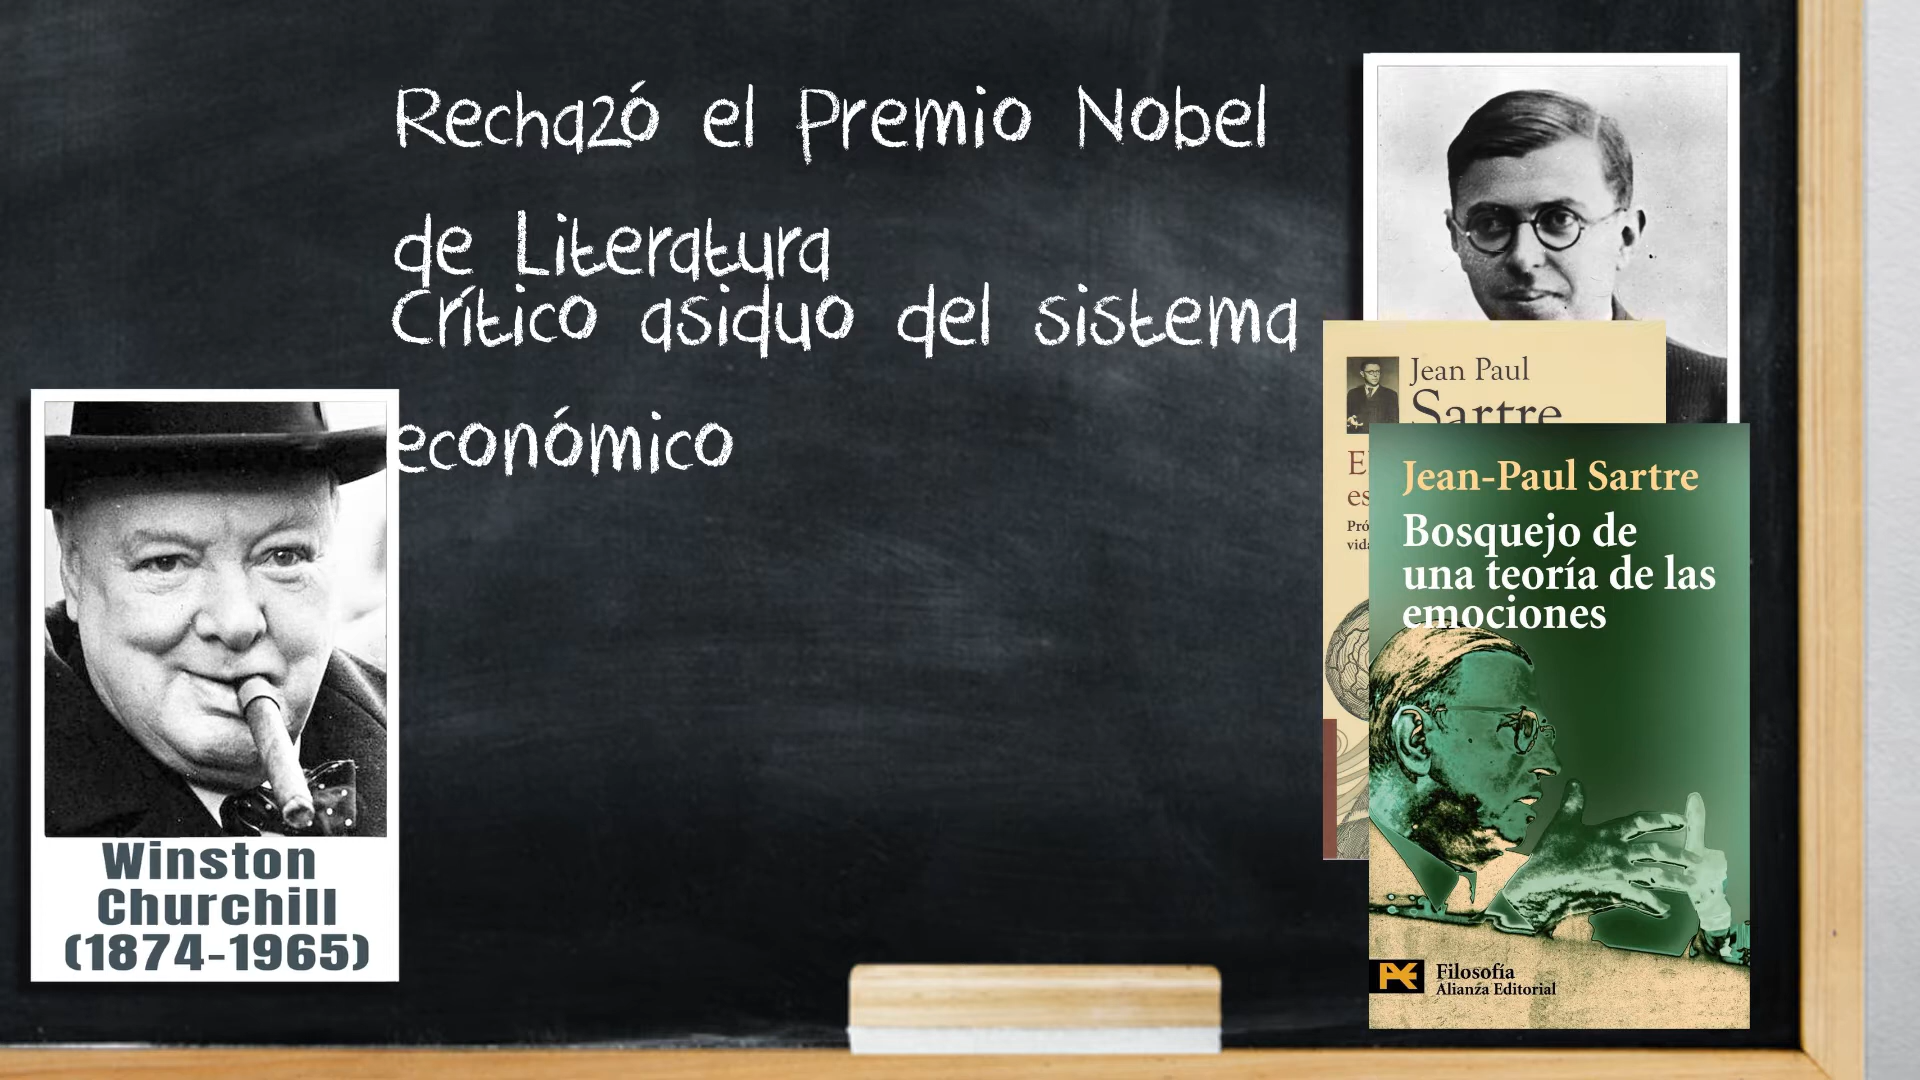 Rechazó el Premio Nobel
de Literatura
Crítico asiduo del sistema
económico
Winston
Churchill
(1874-1965)
Jean Paul
Sartre
Jean-Paul Sartre
Bosquejo de
una teoría de las
emociones
Filosofía
Alianza Editorial